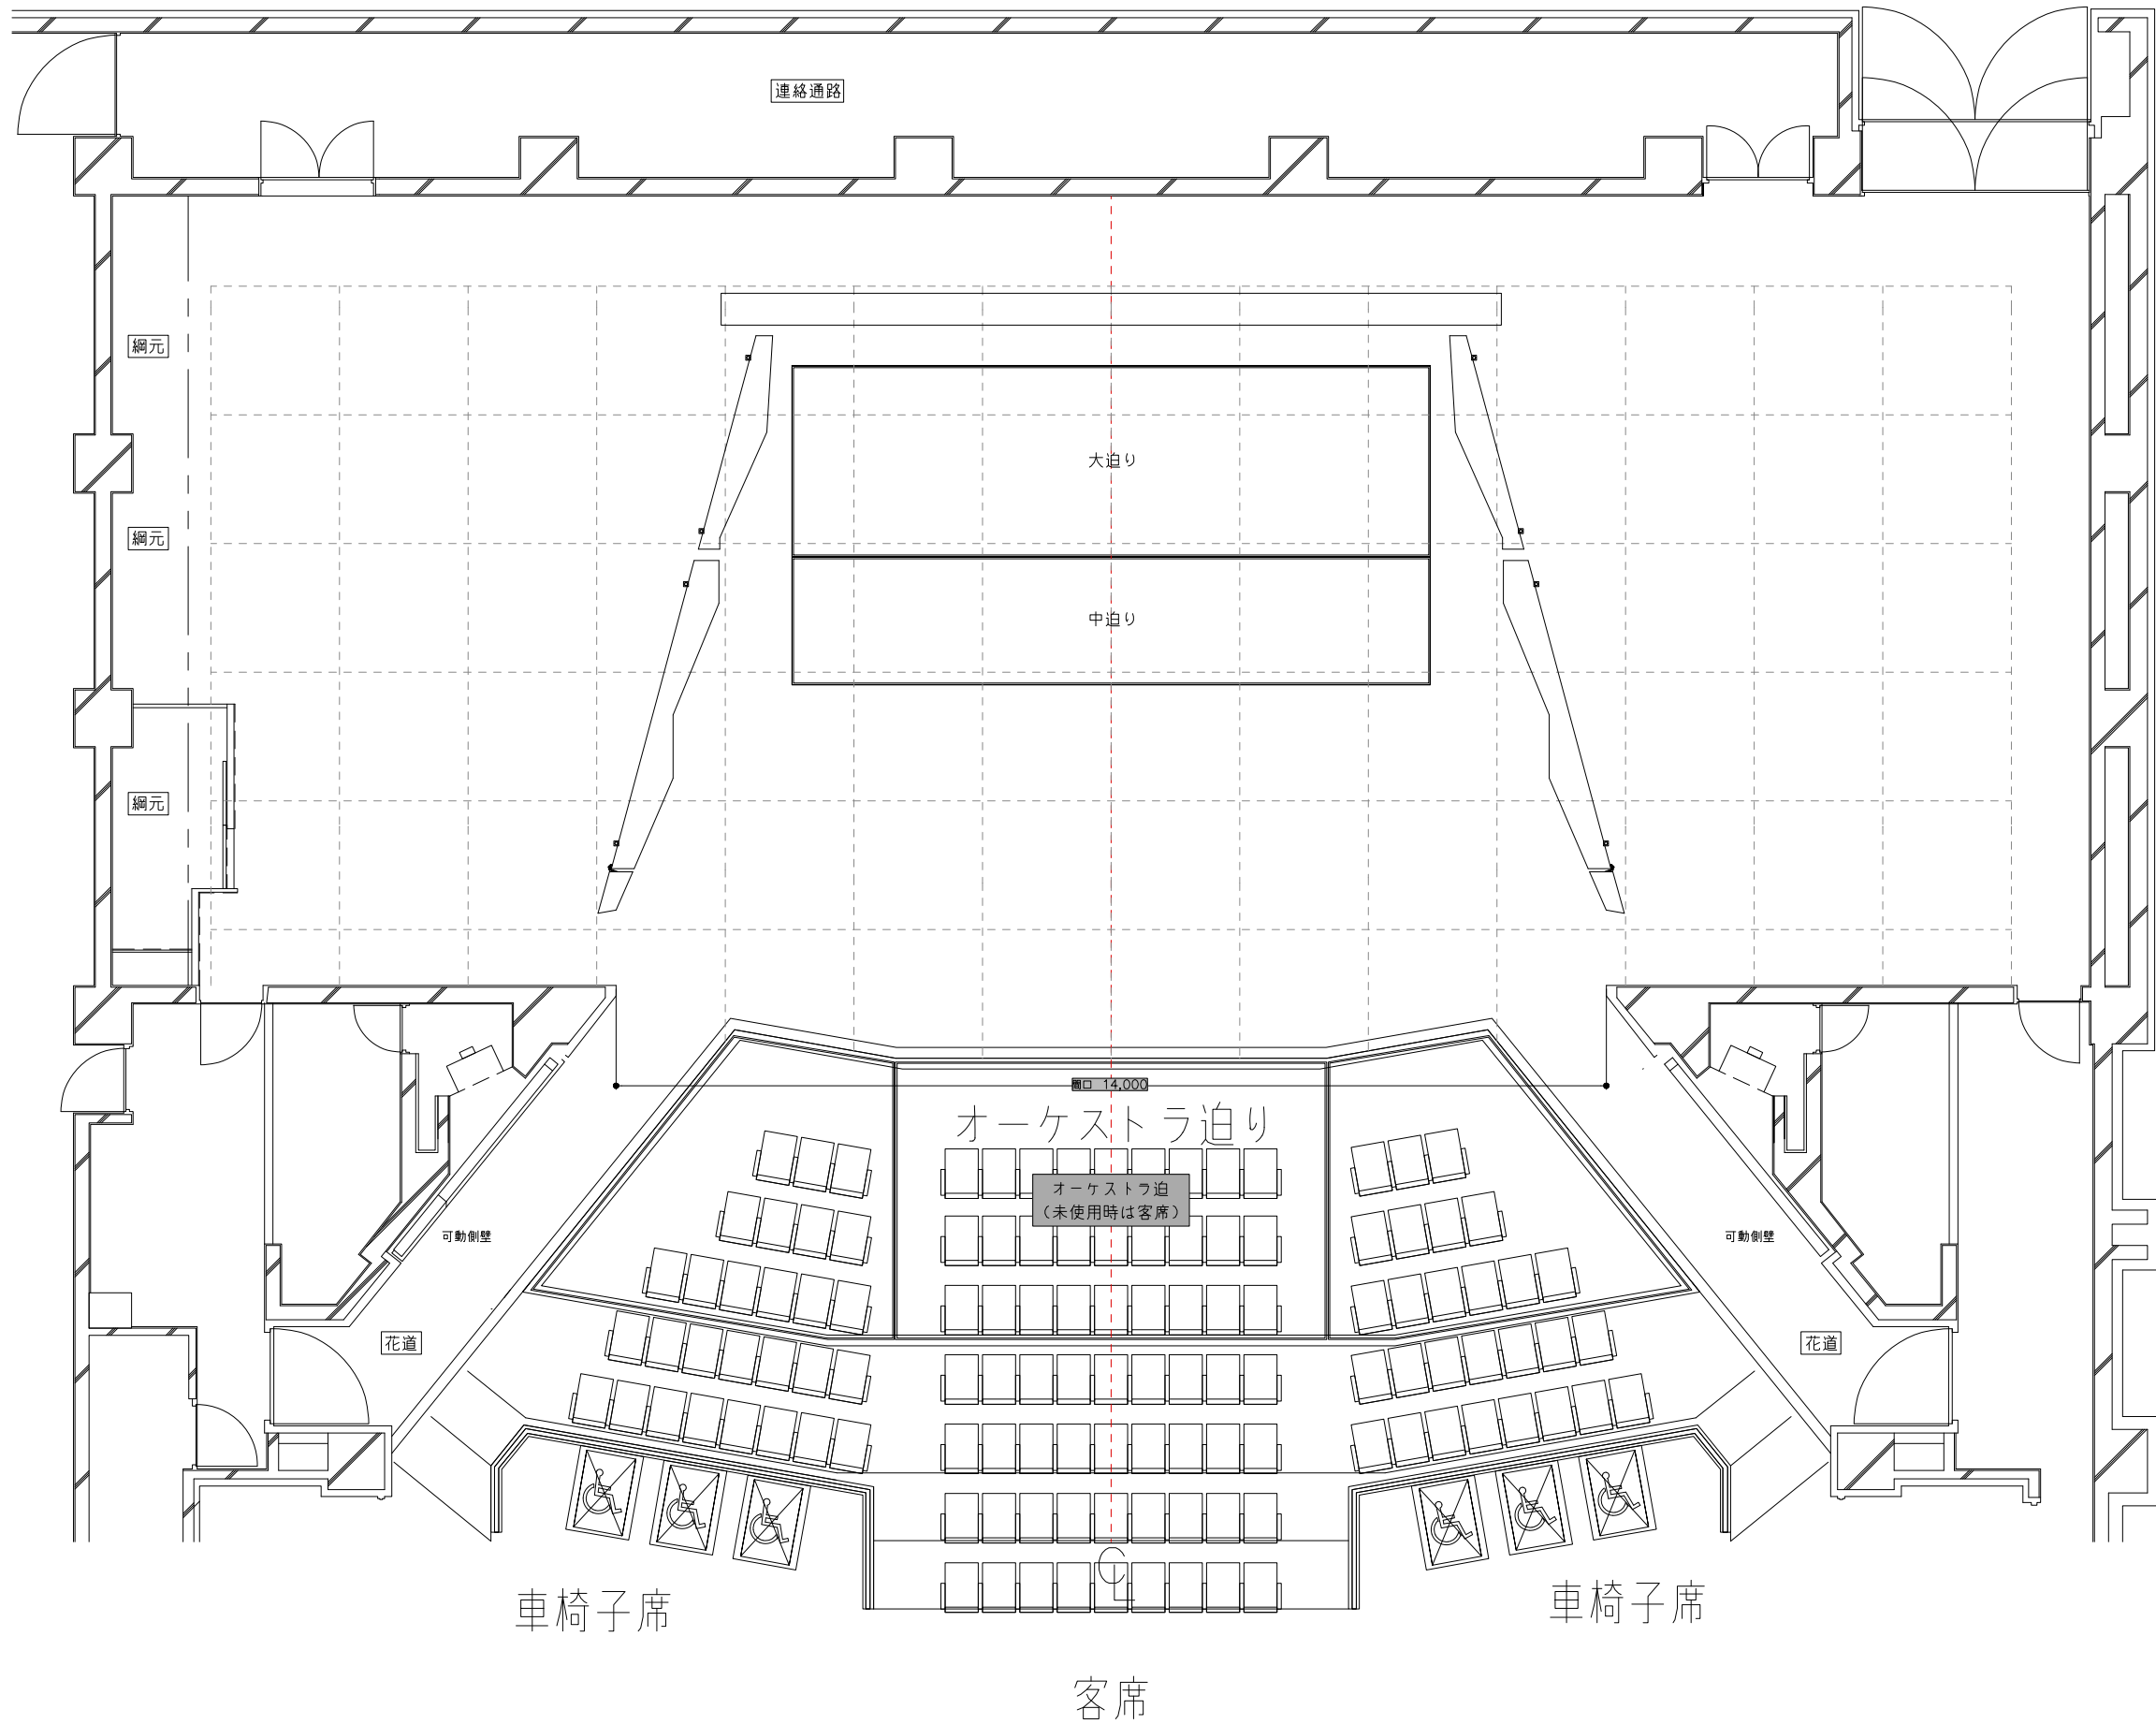 連絡通路
綱元
大迫り
綱元
中迫り
綱元
間口 14,000
オーケストラ迫り
オーケストラ迫
(未使用時は客席)
可動側壁
可動側壁
花道
花道
CL
車椅子席
車椅子席
客席